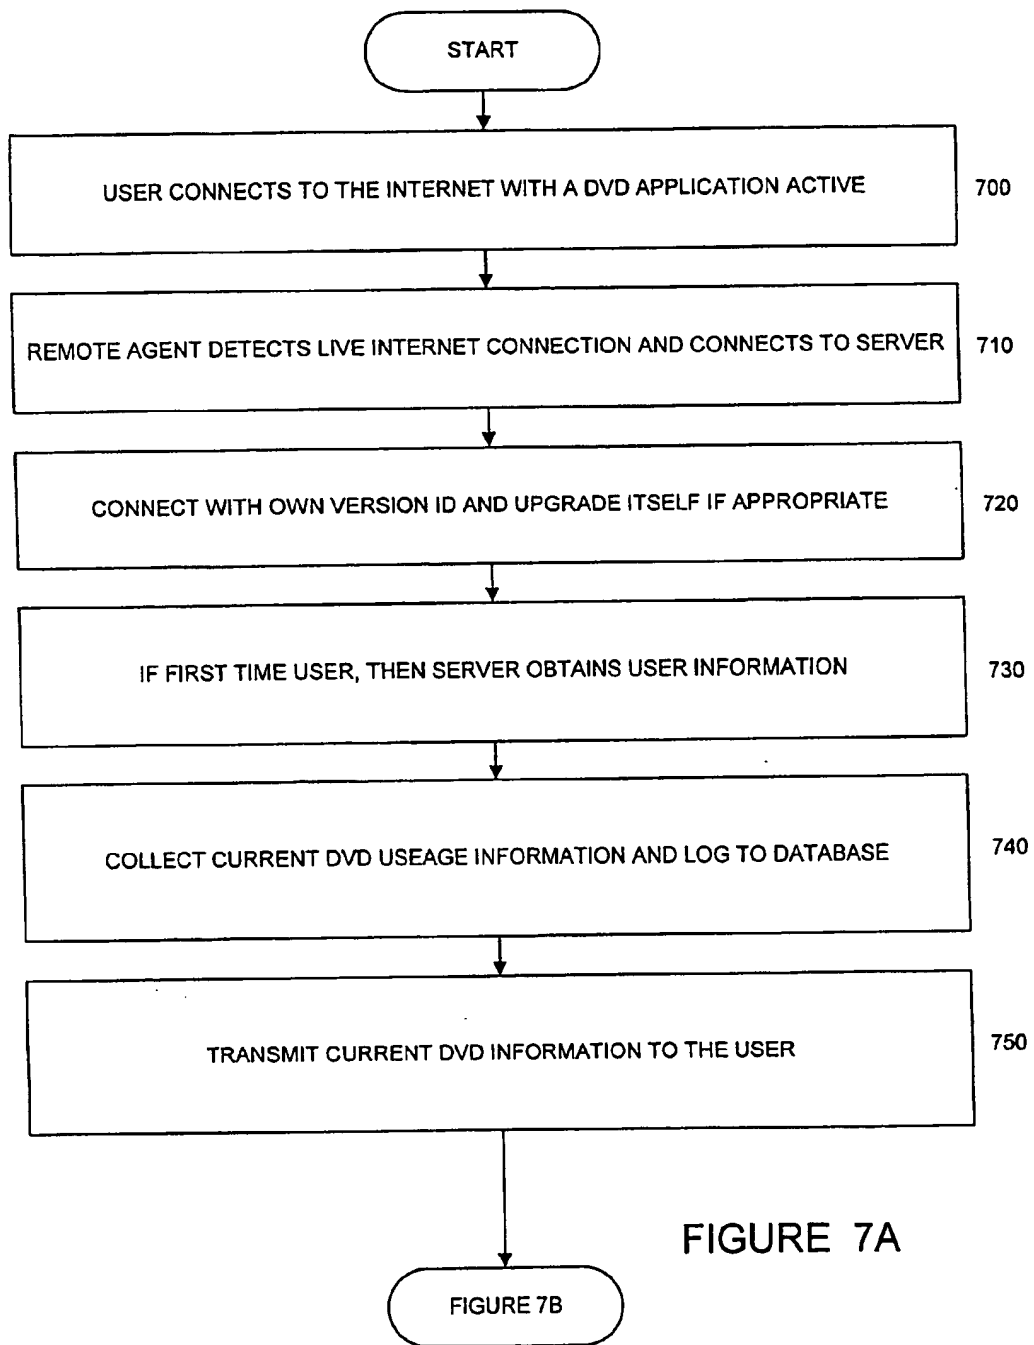 START
USER CONNECTS TO THE INTERNET WITH A DVD APPLICATION ACTIVE
700
REMOTE AGENT DETECTS LIVE INTERNET CONNECTION AND CONNECTS TO SERVER
710
CONNECT WITH OWN VERSION ID AND UPGRADE ITSELF IF APPROPRIATE
720
IF FIRST TIME USER, THEN SERVER OBTAINS USER INFORMATION
730
COLLECT CURRENT DVD USEAGE INFORMATION AND LOG TO DATABASE
740
TRANSMIT CURRENT DVD INFORMATION TO THE USER
750
FIGURE 7A
FIGURE 7B